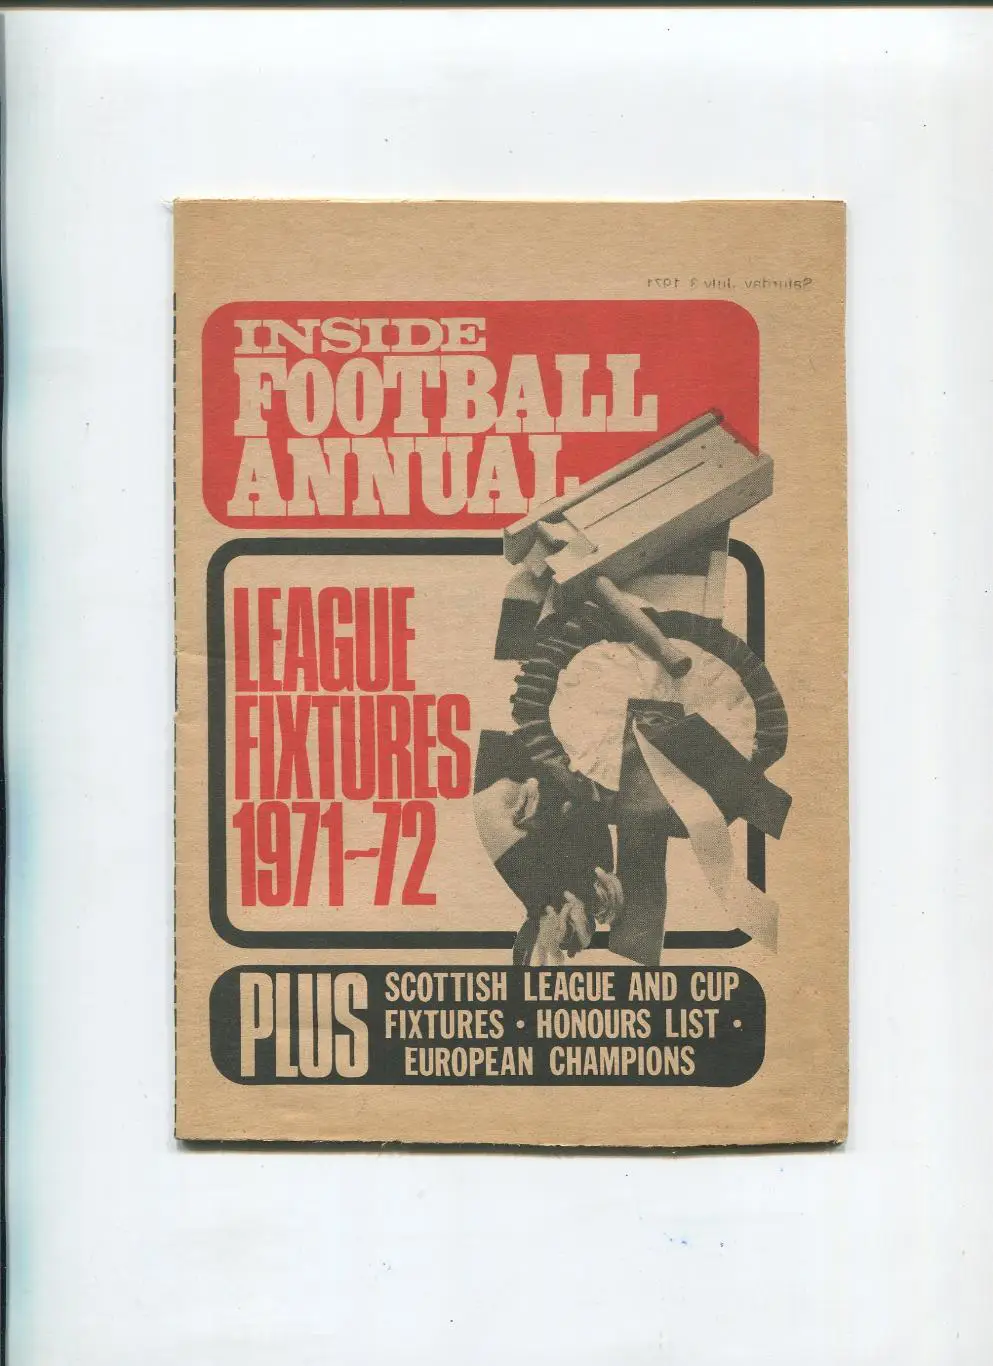 Saturday July 3 1971
INSIDE
FOOTBALL
ANNUAL
LEAGUE
FIXTURES
1971-72
PLUS
SCOTTISH LEAGUE AND CUP
FIXTURES · HONOURS LIST ·
EUROPEAN CHAMPIONS